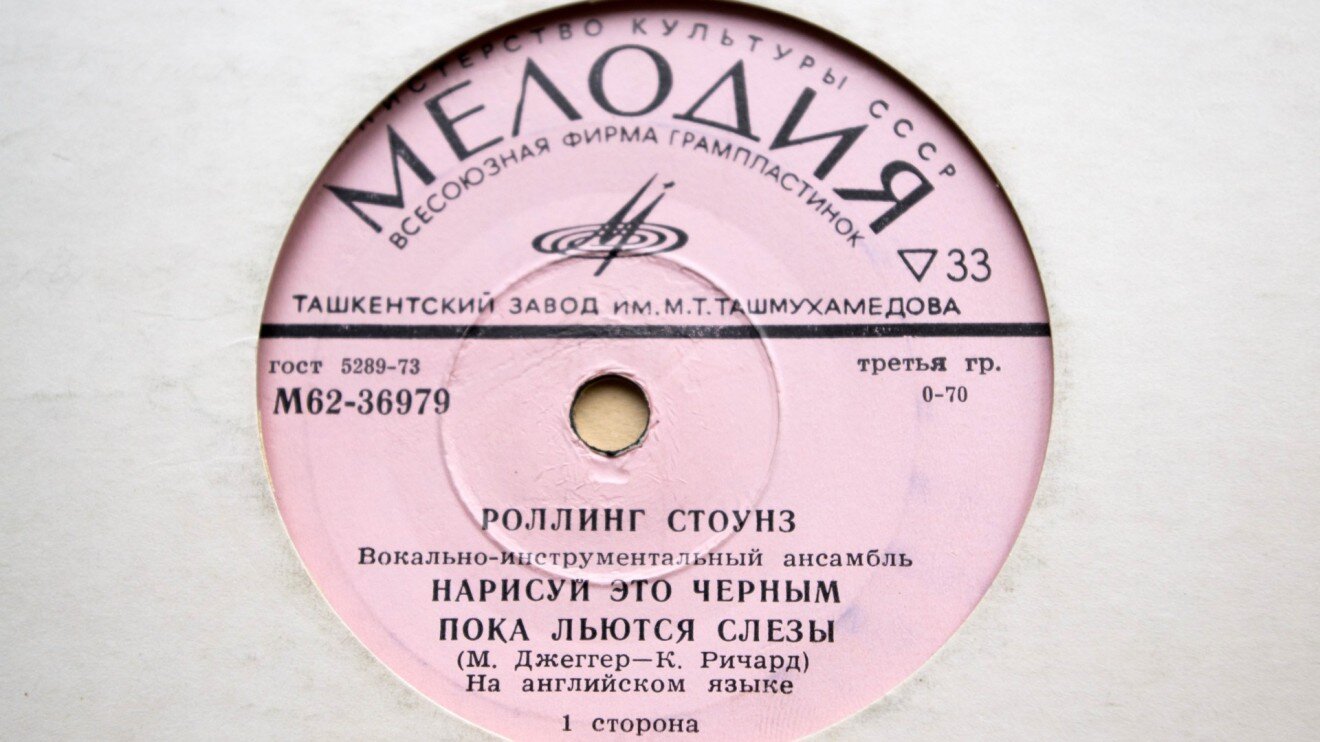 МИНИСТЕРСТВО КУЛЬТУРЫ СССР
МЕЛОДИЯ
ВСЕСОЮЗНАЯ ФИРМА ГРАМПЛАСТИНОК
▽33
ТАШКЕНТСКИЙ ЗАВОД ИМ. М.Т. ТАШМУХАМЕДОВА
гост 5289-73
третья гр.
М62-36979
0-70
РОЛЛИНГ СТОУНЗ
Вокально-инструментальный ансамбль
НАРИСУЙ ЭТО ЧЕРНЫМ
ПОКА ЛЬЮТСЯ СЛЕЗЫ
(М. Джеггер—К. Ричард)
На английском языке
1 сторона